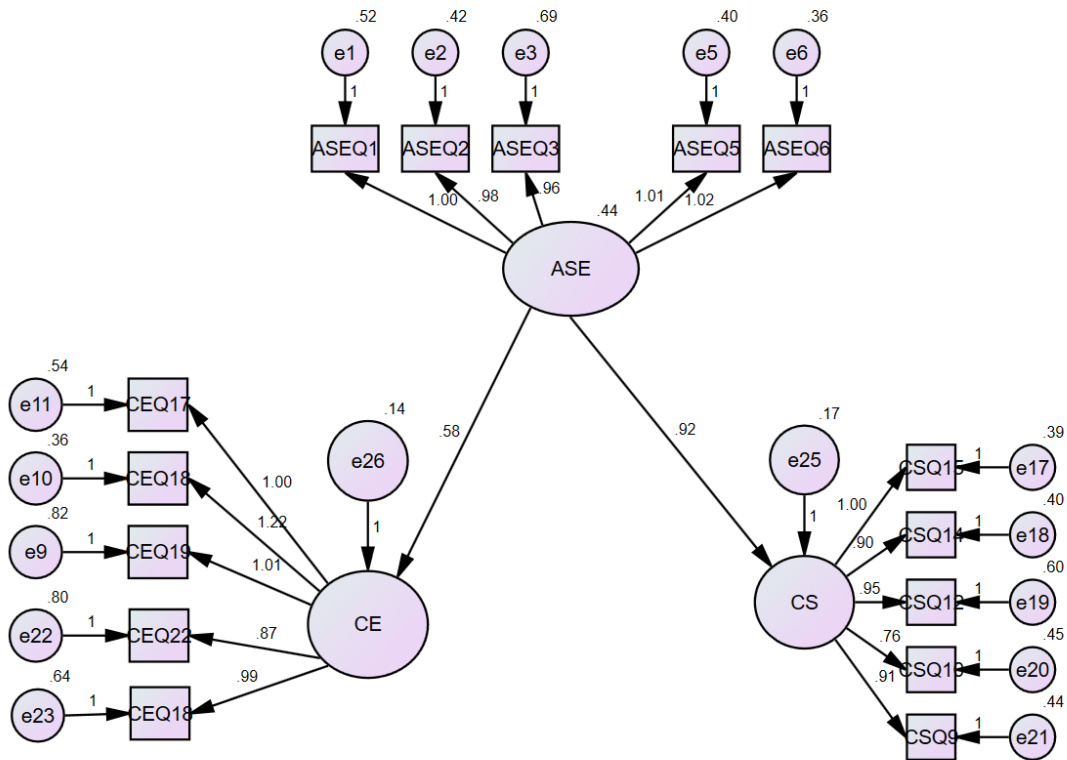 .52 .42 .69 .40 .36
e1 e2 e3 e5 e6
1 1 1 1 1
ASEQ1 ASEQ2 ASEQ3 ASEQ5 ASEQ6
1.00 .98 .96 1.01 1.02
.44
ASE
.58 .92
.54
e11 1 CEQ17
.36
e10 1 CEQ18
.82
e9 1 CEQ19
.80
e22 1 CEQ22
.64
e23 1 CEQ18
1.00
1.22
1.01
.87
.99
.14
e26
1
CE
.17
e25
1
CS
1.00
.90
.95
.76
.91
.39
CSQ15 1 e17
.40
CSQ14 1 e18
.60
CSQ12 1 e19
.45
1 e20
.44
CSQ9 1 e21